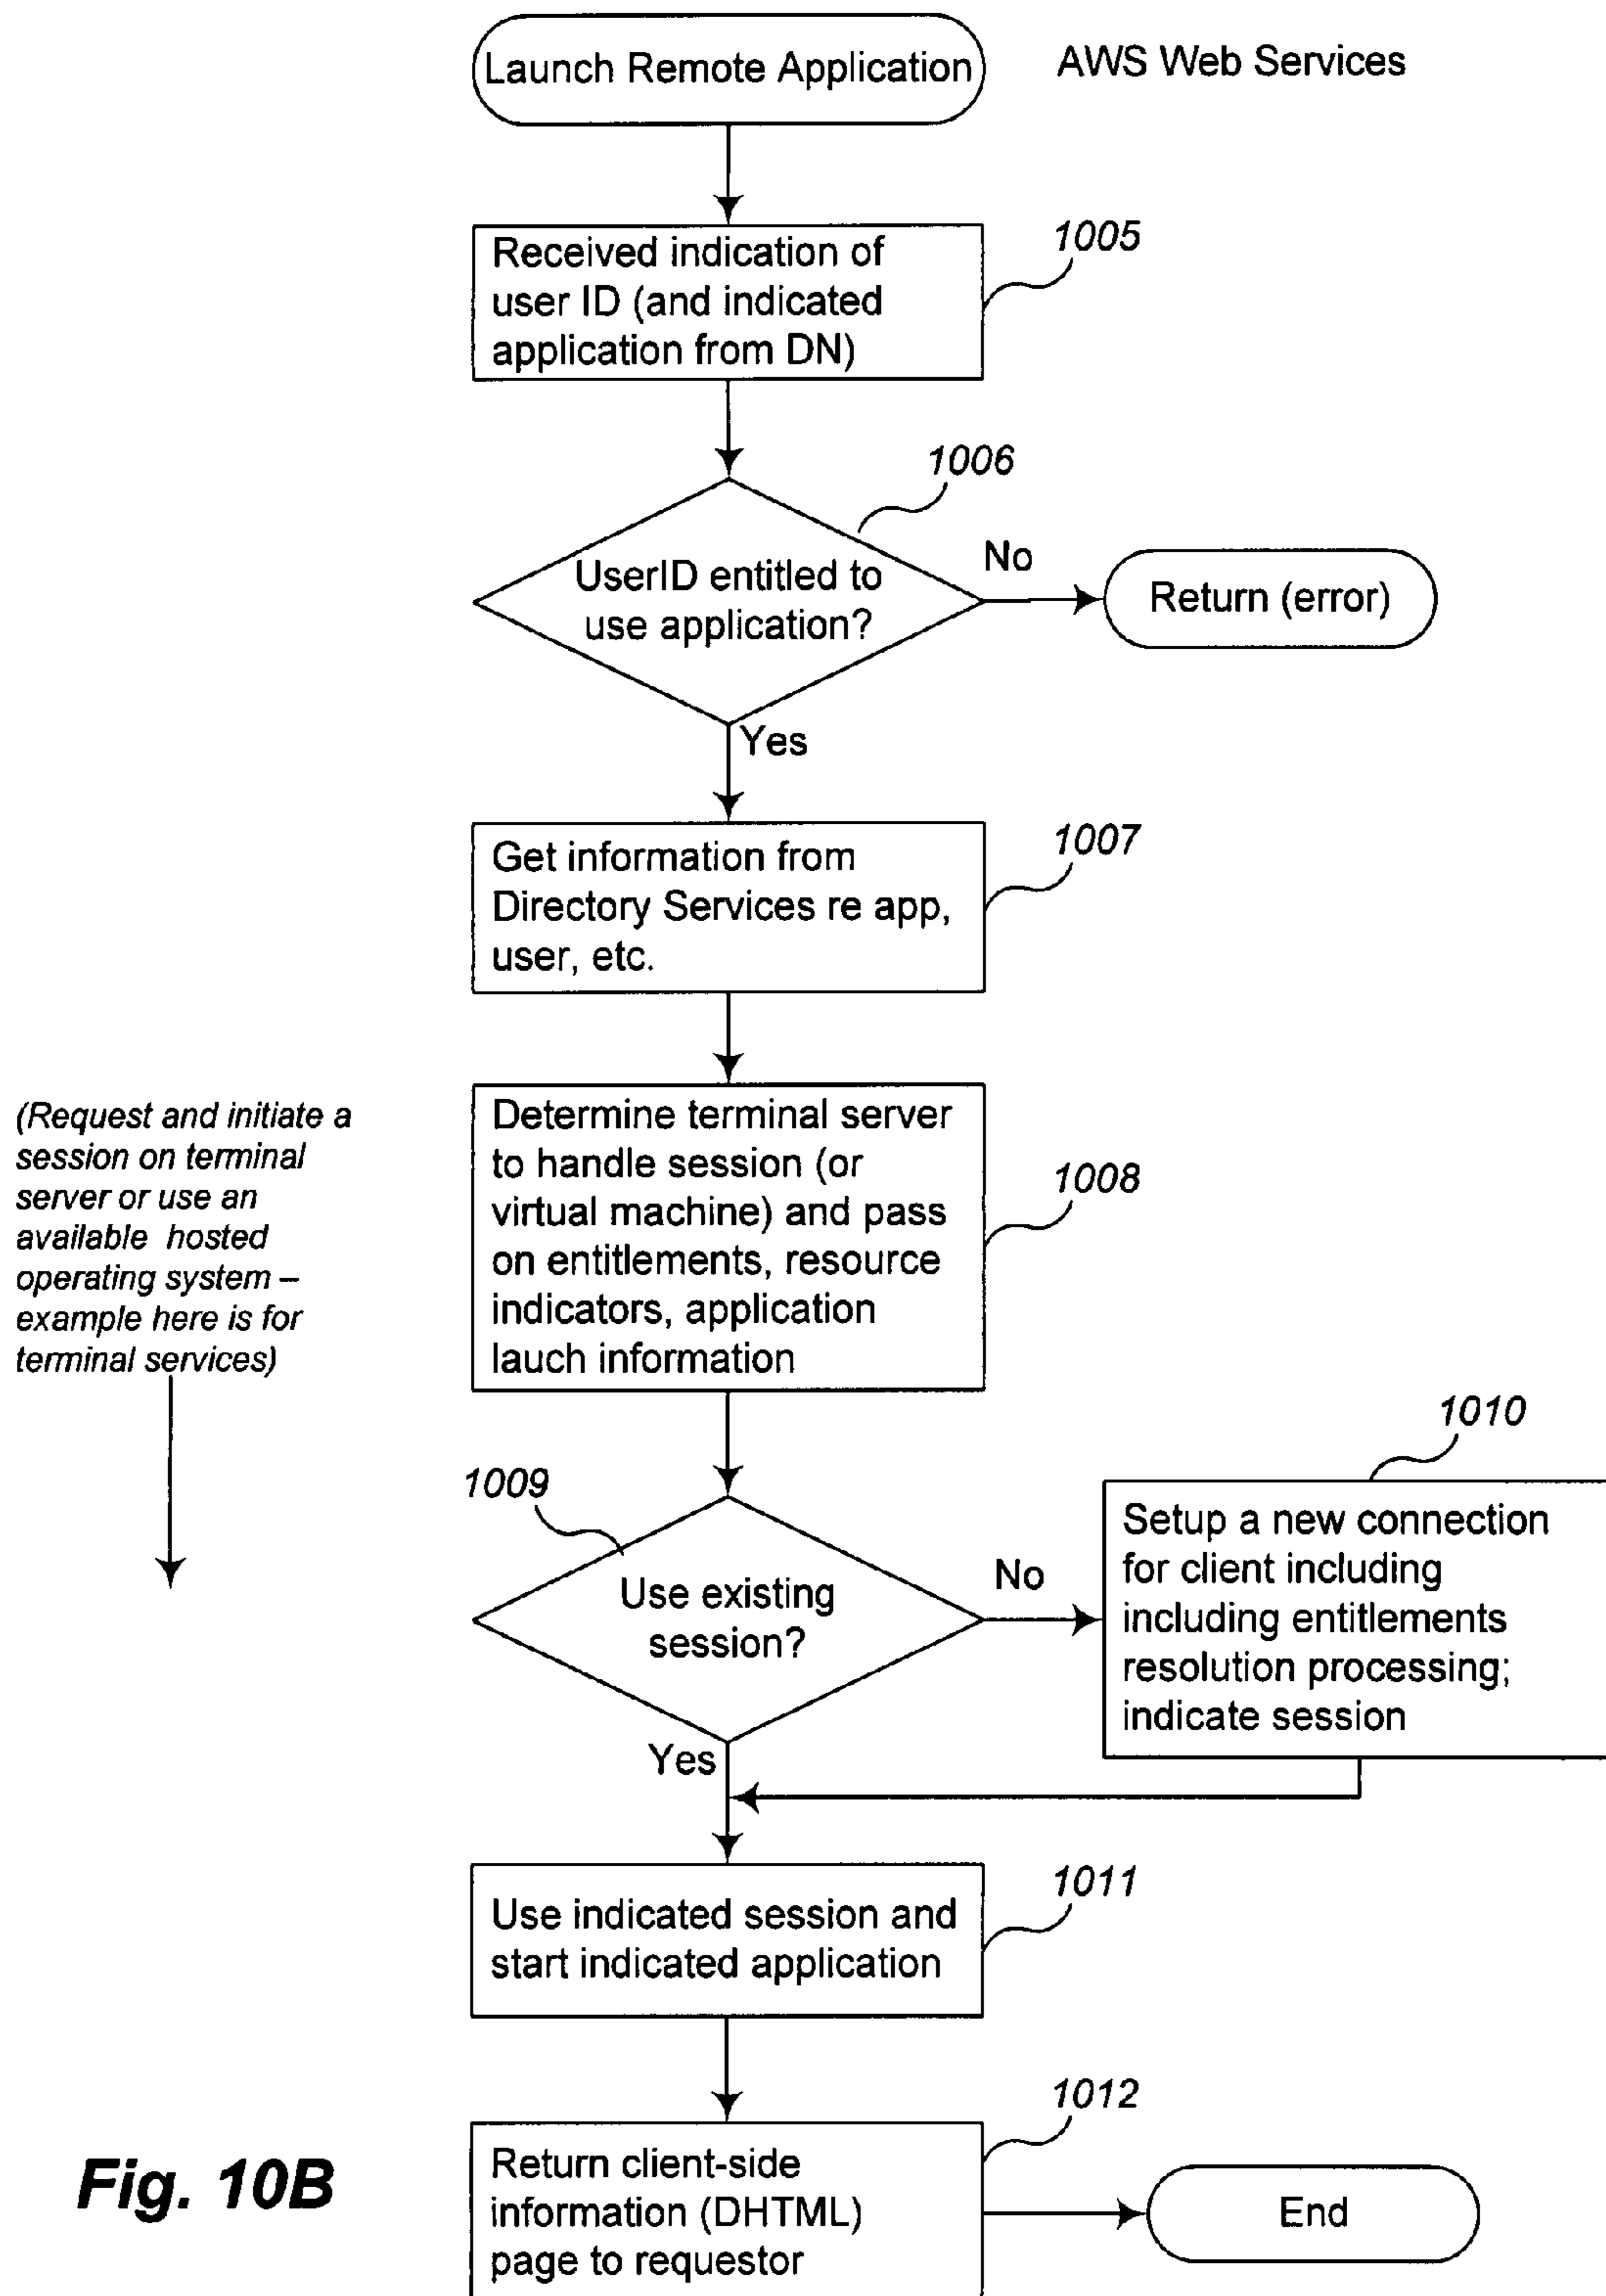 Launch Remote Application
AWS Web Services
Received indication of
user ID (and indicated
application from DN)
1005
1006
UserID entitled to
use application?
No
Return (error)
Yes
Get information from
Directory Services re app,
user, etc.
1007
(Request and initiate a
session on terminal
server or use an
available hosted
operating system –
example here is for
terminal services)
Determine terminal server
to handle session (or
virtual machine) and pass
on entitlements, resource
indicators, application
lauch information
1008
1009
Use existing
session?
No
1010
Setup a new connection
for client including
including entitlements
resolution processing;
indicate session
Yes
Use indicated session and
start indicated application
1011
Return client-side
information (DHTML)
page to requestor
1012
End
Fig. 10B